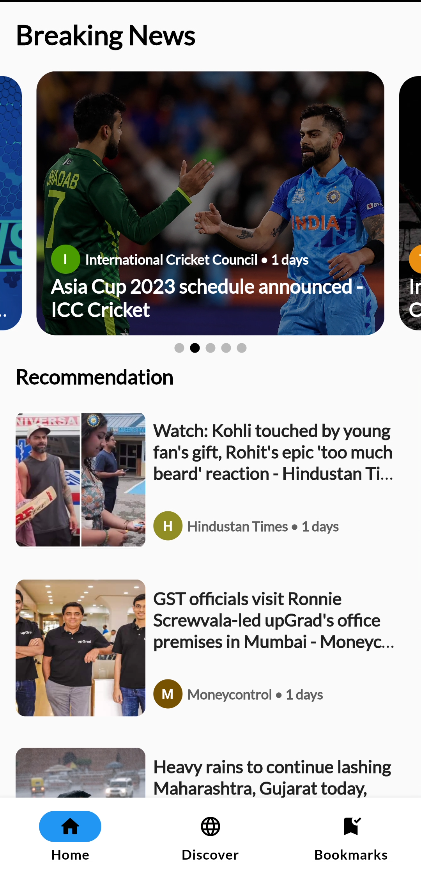 Breaking News
SHADAB
7
INDIA
I International Cricket Council • 1 days
Asia Cup 2023 schedule announced -
ICC Cricket
Recommendation
Watch: Kohli touched by young
fan's gift, Rohit's epic 'too much
beard' reaction - Hindustan Ti...
H Hindustan Times • 1 days
GST officials visit Ronnie
Screwvala-led upGrad's office
premises in Mumbai - Moneyc...
M Moneycontrol • 1 days
Heavy rains to continue lashing
Maharashtra, Gujarat today,
Home Discover Bookmarks